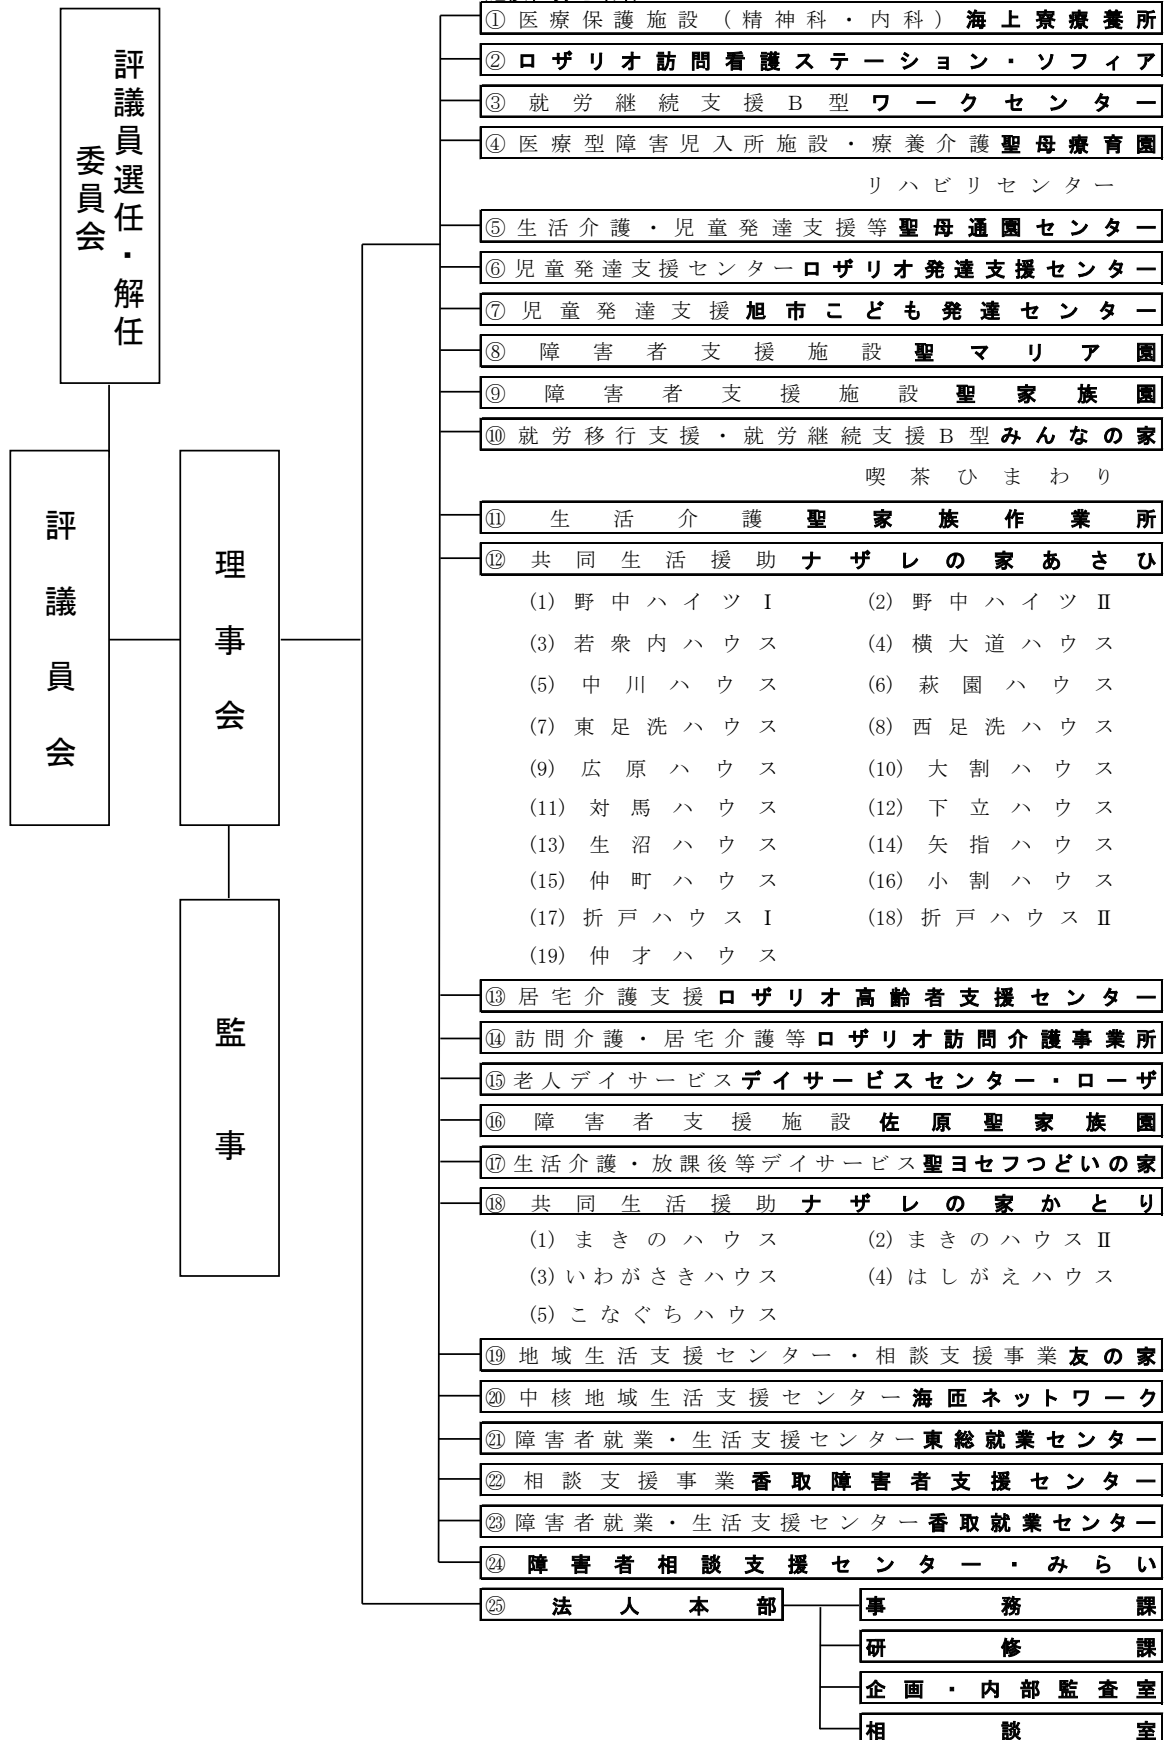 評議員選任・解任
委員会
評議員会
理事会
監事
①医療保護施設（精神科・内科）海上寮療養所
②ロザリオ訪問看護ステーション・ソフィア
③就労継続支援Ｂ型ワークセンター
④医療型障害児入所施設・療養介護聖母療育園
リハビリセンター
⑤生活介護・児童発達支援等聖母通園センター
⑥児童発達支援センターロザリオ発達支援センター
⑦児童発達支援旭市こども発達センター
⑧障害者支援施設聖マリア園
⑨障害者支援施設聖家族園
⑩就労移行支援・就労継続支援Ｂ型みんなの家
喫茶ひまわり
⑪生活介護聖家族作業所
⑫共同生活援助ナザレの家あさひ
(1) 野中ハイツⅠ (2) 野中ハイツⅡ
(3) 若衆内ハウス (4) 横大道ハウス
(5) 中川ハウス (6) 萩園ハウス
(7) 東足洗ハウス (8) 西足洗ハウス
(9) 広原ハウス (10) 大割ハウス
(11) 対馬ハウス (12) 下立ハウス
(13) 生沼ハウス (14) 矢指ハウス
(15) 仲町ハウス (16) 小割ハウス
(17) 折戸ハウスⅠ (18) 折戸ハウスⅡ
(19) 仲才ハウス
⑬居宅介護支援ロザリオ高齢者支援センター
⑭訪問介護・居宅介護等ロザリオ訪問介護事業所
⑮老人デイサービスデイサービスセンター・ローザ
⑯障害者支援施設佐原聖家族園
⑰生活介護・放課後等デイサービス聖ヨセフつどいの家
⑱共同生活援助ナザレの家かとり
(1) まきのハウス (2) まきのハウスⅡ
(3) いわがさきハウス (4) はしがえハウス
(5) こなぐちハウス
⑲地域生活支援センター・相談支援事業友の家
⑳中核地域生活支援センター海匝ネットワーク
㉑障害者就業・生活支援センター東総就業センター
㉒相談支援事業香取障害者支援センター
㉓障害者就業・生活支援センター香取就業センター
㉔障害者相談支援センター・みらい
㉕法人本部
事務課
研修課
企画・内部監査室
相談室